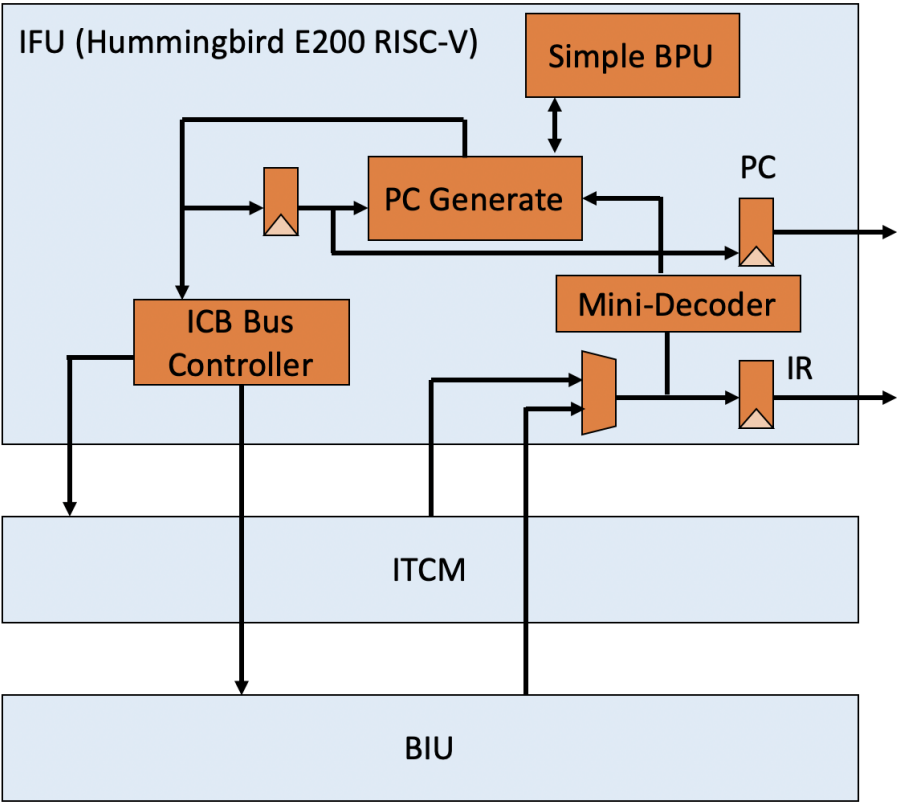 IFU (Hummingbird E200 RISC-V)
Simple BPU
PC Generate
PC
Mini-Decoder
ICB Bus
Controller
IR
ITCM
BIU